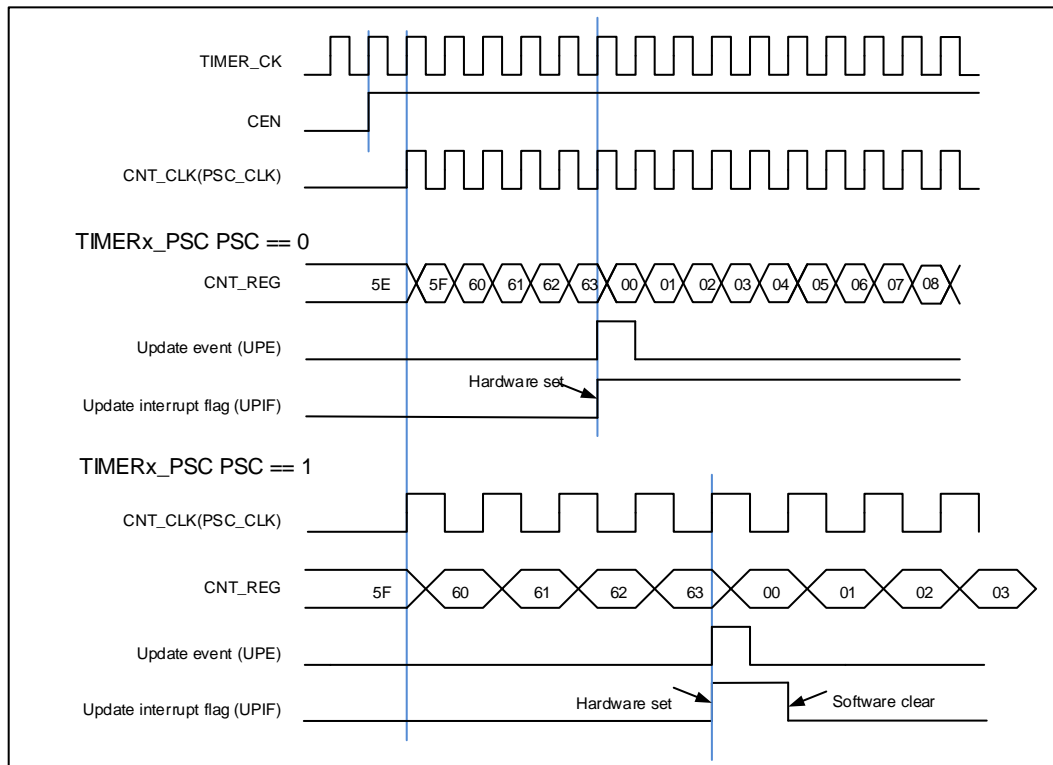 TIMER_CK
CEN
CNT_CLK(PSC_CLK)
TIMERx_PSC PSC == 0
CNT_REG 5E 5F 60 61 62 63 00 01 02 03 04 05 06 07 08
Update event (UPE)
Hardware set
Update interrupt flag (UPIF)
TIMERx_PSC PSC == 1
CNT_CLK(PSC_CLK)
CNT_REG 5F 60 61 62 63 00 01 02 03
Update event (UPE)
Update interrupt flag (UPIF) Hardware set Software clear